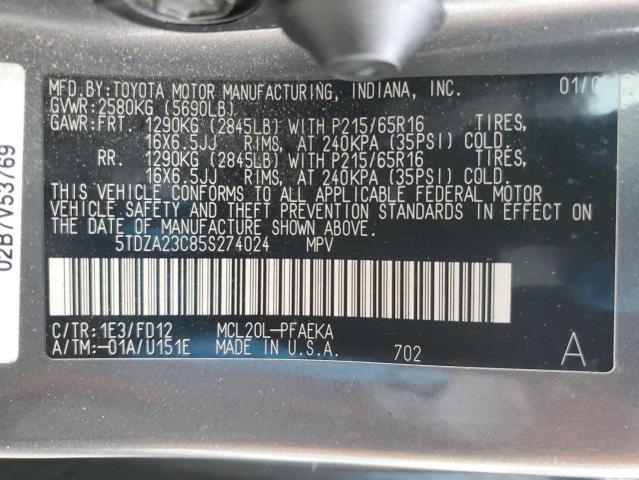 MFD.BY:TOYOTA MOTOR MANUFACTURING, INDIANA, INC. 01/0
GVWR:2580KG (5690LB)
GAWR:FRT. 1290KG (2845LB) WITH P215/65R16 TIRES,
16X6.5JJ RIMS, AT 240KPA (35PSI) COLD.
RR. 1290KG (2845LB) WITH P215/65R16 TIRES,
16X6.5JJ RIMS, AT 240KPA (35PSI) COLD.
THIS VEHICLE CONFORMS TO ALL APPLICABLE FEDERAL MOTOR
VEHICLE SAFETY AND THEFT PREVENTION STANDARDS IN EFFECT ON
THE DATE OF MANUFACTURE SHOWN ABOVE.
5TDZA23C85S274024 MPV
C/TR:1E3/FD12 MCL20L-PFAEKA
A/TM:-01A/U151E MADE IN U.S.A. 702 A
02B7V53769